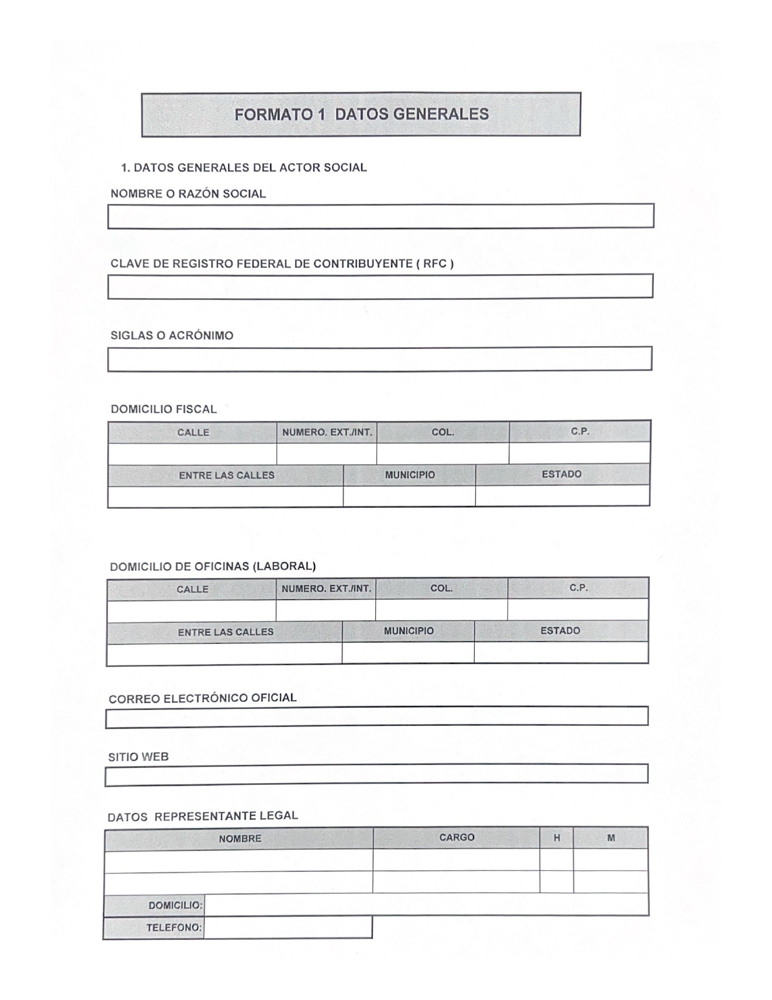 FORMATO 1 DATOS GENERALES
1. DATOS GENERALES DEL ACTOR SOCIAL
NOMBRE O RAZÓN SOCIAL
CLAVE DE REGISTRO FEDERAL DE CONTRIBUYENTE ( RFC )
SIGLAS O ACRÓNIMO
DOMICILIO FISCAL
CALLE NUMERO. EXT./INT. COL. C.P.
ENTRE LAS CALLES MUNICIPIO ESTADO
DOMICILIO DE OFICINAS (LABORAL)
CALLE NUMERO. EXT./INT. COL. C.P.
ENTRE LAS CALLES MUNICIPIO ESTADO
CORREO ELECTRÓNICO OFICIAL
SITIO WEB
DATOS REPRESENTANTE LEGAL
NOMBRE CARGO H M
DOMICILIO:
TELEFONO: